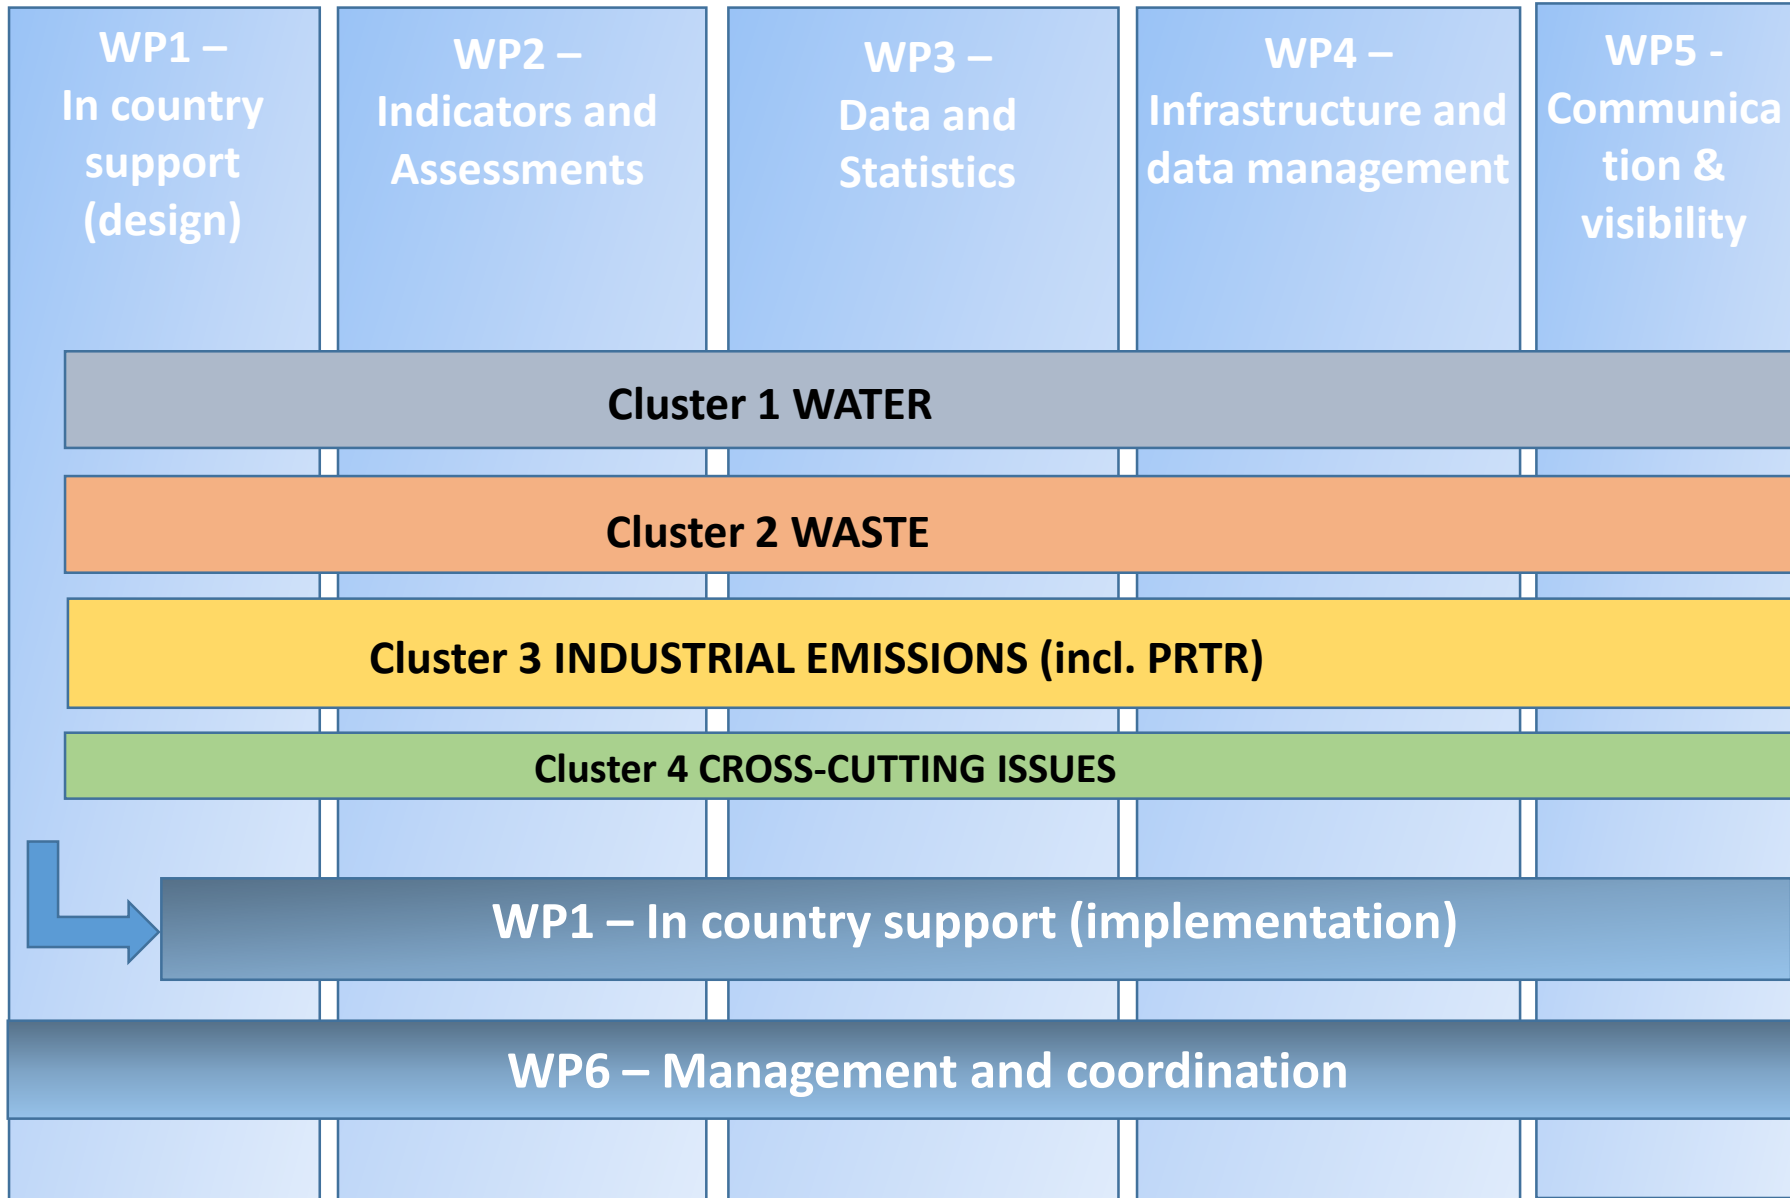 WP1 –
In country
support
(design)
WP2 –
Indicators and
Assessments
WP3 –
Data and
Statistics
WP4 –
Infrastructure and
data management
WP5 -
Communica
tion &
visibility
Cluster 1 WATER
Cluster 2 WASTE
Cluster 3 INDUSTRIAL EMISSIONS (incl. PRTR)
Cluster 4 CROSS-CUTTING ISSUES
WP1 – In country support (implementation)
WP6 – Management and coordination